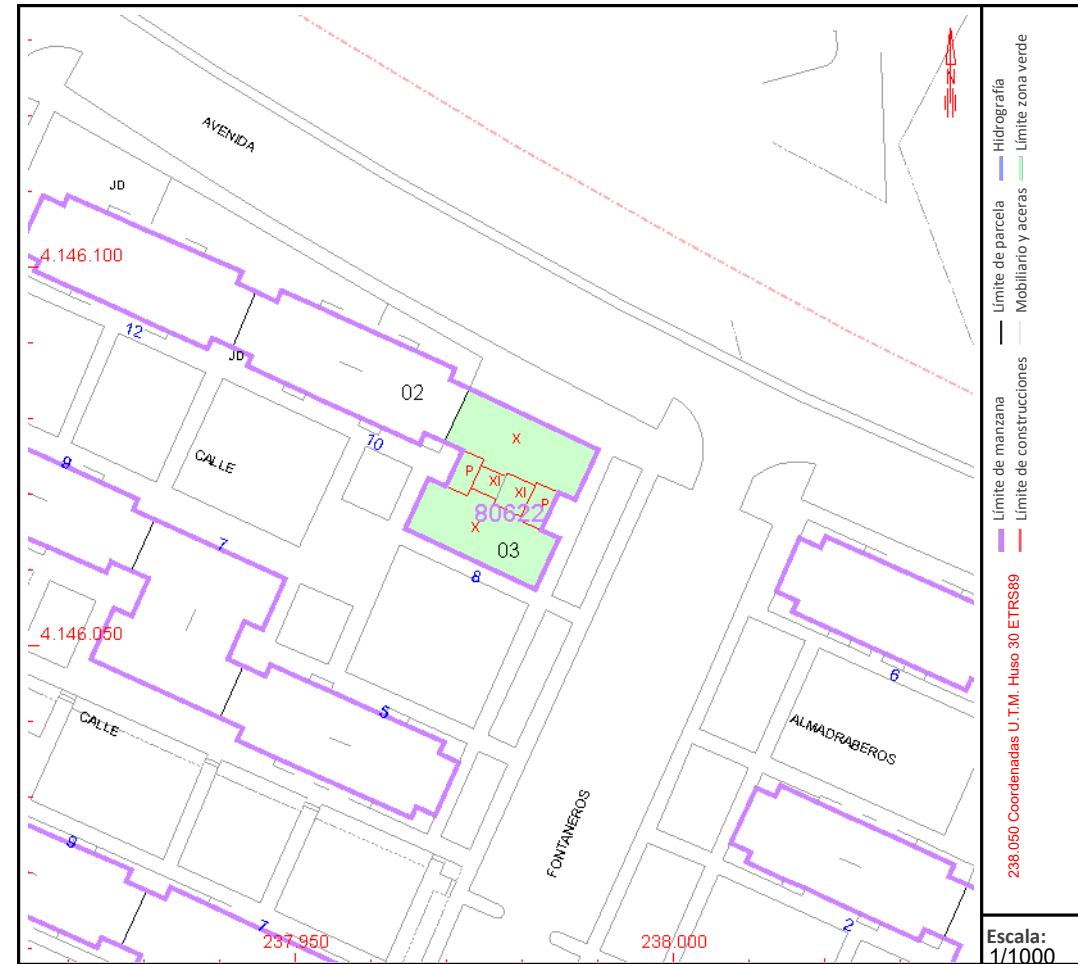 AVENIDA
JD
4.146.100
12
JD
02
10
CALLE
9
7
X
P
XI
XI
P
80622
X
03
8
4.146.050
CALLE
5
6
ALMADRABEROS
FONTANEROS
9
7
2
237.950
238.000
N
Límite de manzana
Límite de parcela
Hidrografía
Límite de construcciones
Mobiliario y aceras
Límite zona verde
238.050 Coordenadas U.T.M. Huso 30 ETRS89
Escala:
1/1000